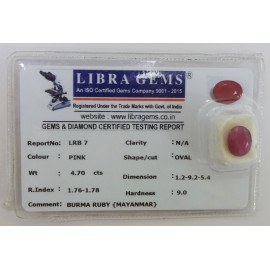 LIBRA GEMS
An ISO Certified Gems Company 9001 - 2015
Registered Under the Trade Marks with Govt. of India
website : www.libragems.co.in
GEMS & DIAMOND CERTIFIED TESTING REPORT
ReportNo: LRB 7 Clarity: N/A
Colour : PINK Shape/cut: OVAL
Wt : 4.70 cts Dimension : 1.2-9.2-5.4
R.Index : 1.76-1.78 Hardness : 9.0
Comment: BURMA RUBY (MAYANMAR)